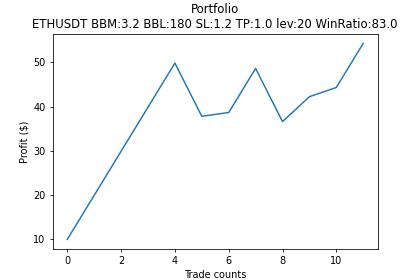 Portfolio
ETHUSDT BBM:3.2 BBL:180 SL:1.2 TP:1.0 lev:20 WinRatio:83.0
50
40
30
20
10
Profit ($)
0 2 4 6 8 10
Trade counts